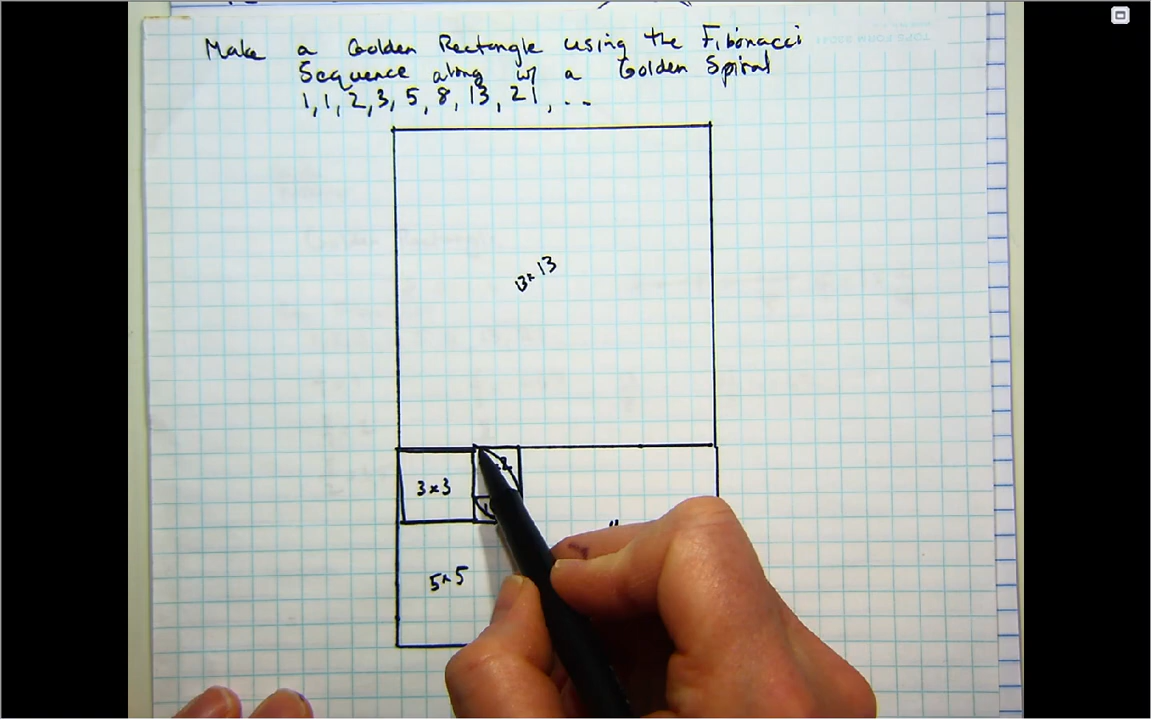 Make a Golden Rectangle using the Fibonacci
Sequence along w/ a Golden Spiral
1, 1, 2, 3, 5, 8, 13, 21, ...
13×13
3×3
5×5